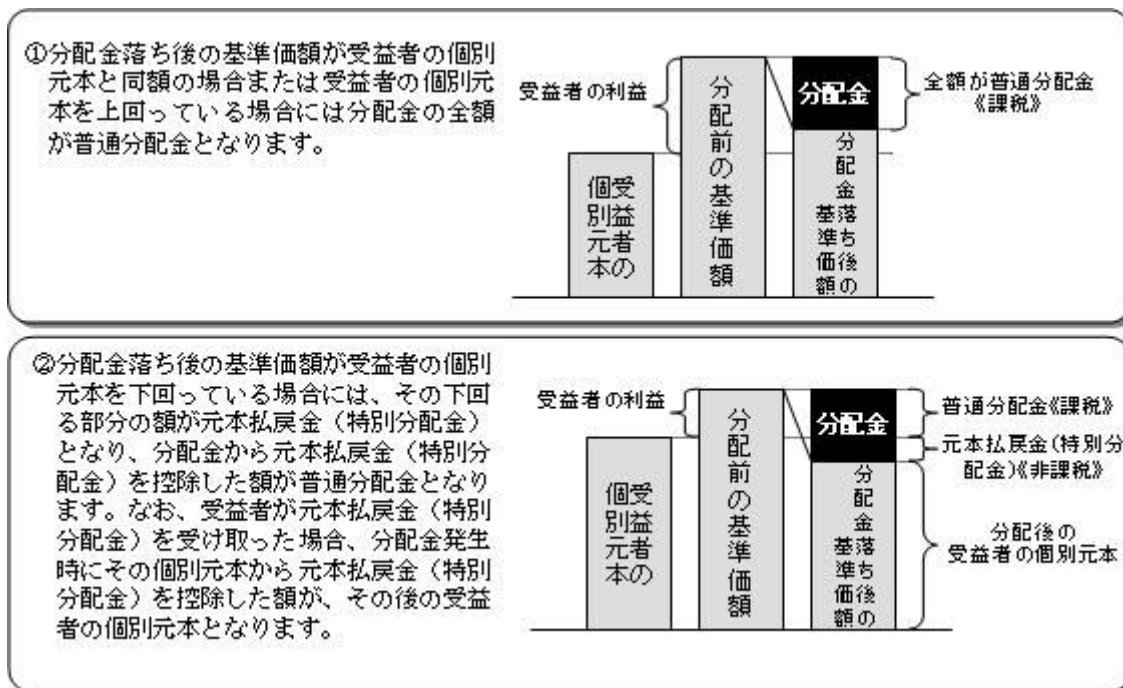 ①分配金落ち後の基準価額が受益者の個別
元本と同額の場合または受益者の個別元
本を上回っている場合には分配金の全額
が普通分配金となります。
受益者の利益
受益者の
個別元本
分配前の基準価額
分配金
分配金落ち後の
基準価額
全額が普通分配金
《課税》
②分配金落ち後の基準価額が受益者の個別
元本を下回っている場合には、その下回
る部分の額が元本払戻金（特別分配金）
となり、分配金から元本払戻金（特別分
配金）を控除した額が普通分配金となり
ます。なお、受益者が元本払戻金（特別
分配金）を受け取った場合、分配金発生
時にその個別元本から元本払戻金（特別
分配金）を控除した額が、その後の受益
者の個別元本となります。
受益者の利益
受益者の
個別元本
分配前の基準価額
分配金
分配金落ち後の
基準価額
普通分配金《課税》
元本払戻金(特別分
配金)《非課税》
分配後の
受益者の個別元本